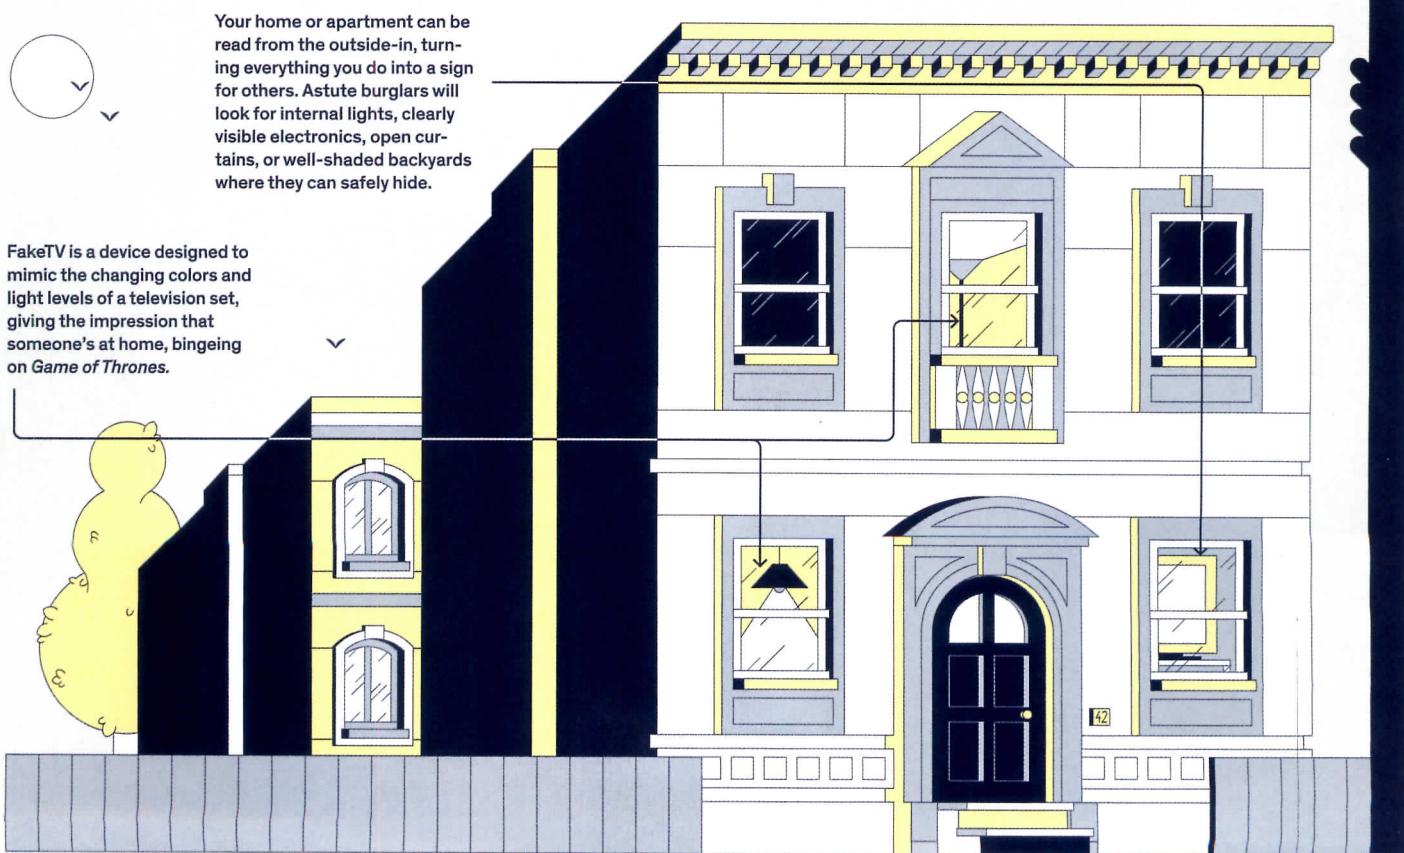 Your home or apartment can be
read from the outside-in, turn-
ing everything you do into a sign
for others. Astute burglars will
look for internal lights, clearly
visible electronics, open cur-
tains, or well-shaded backyards
where they can safely hide.
FakeTV is a device designed to
mimic the changing colors and
light levels of a television set,
giving the impression that
someone's at home, bingeing
on Game of Thrones.
42